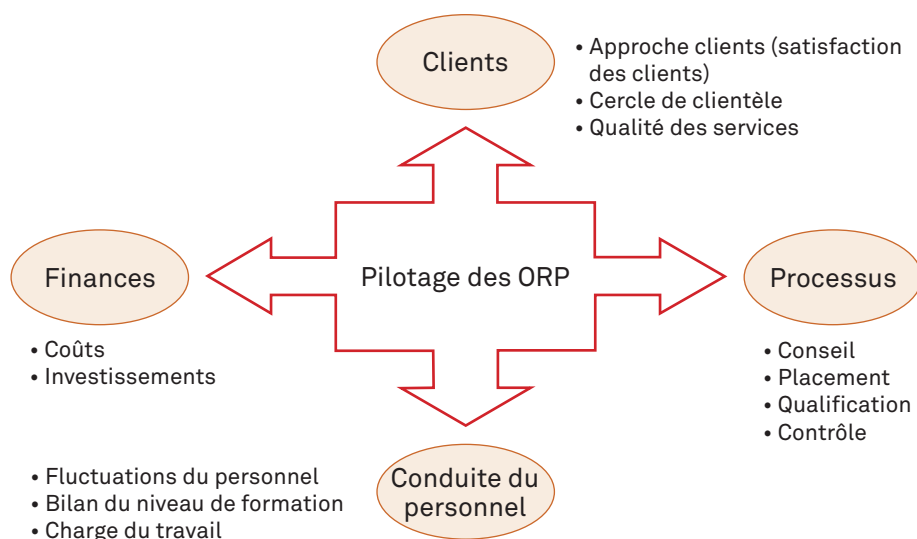 Clients
• Approche clients (satisfaction
des clients)
• Cercle de clientèle
• Qualité des services
Finances
Pilotage des ORP
Processus
• Coûts
• Investissements
• Conseil
• Placement
• Qualification
• Contrôle
• Fluctuations du personnel
• Bilan du niveau de formation
• Charge du travail
Conduite du
personnel